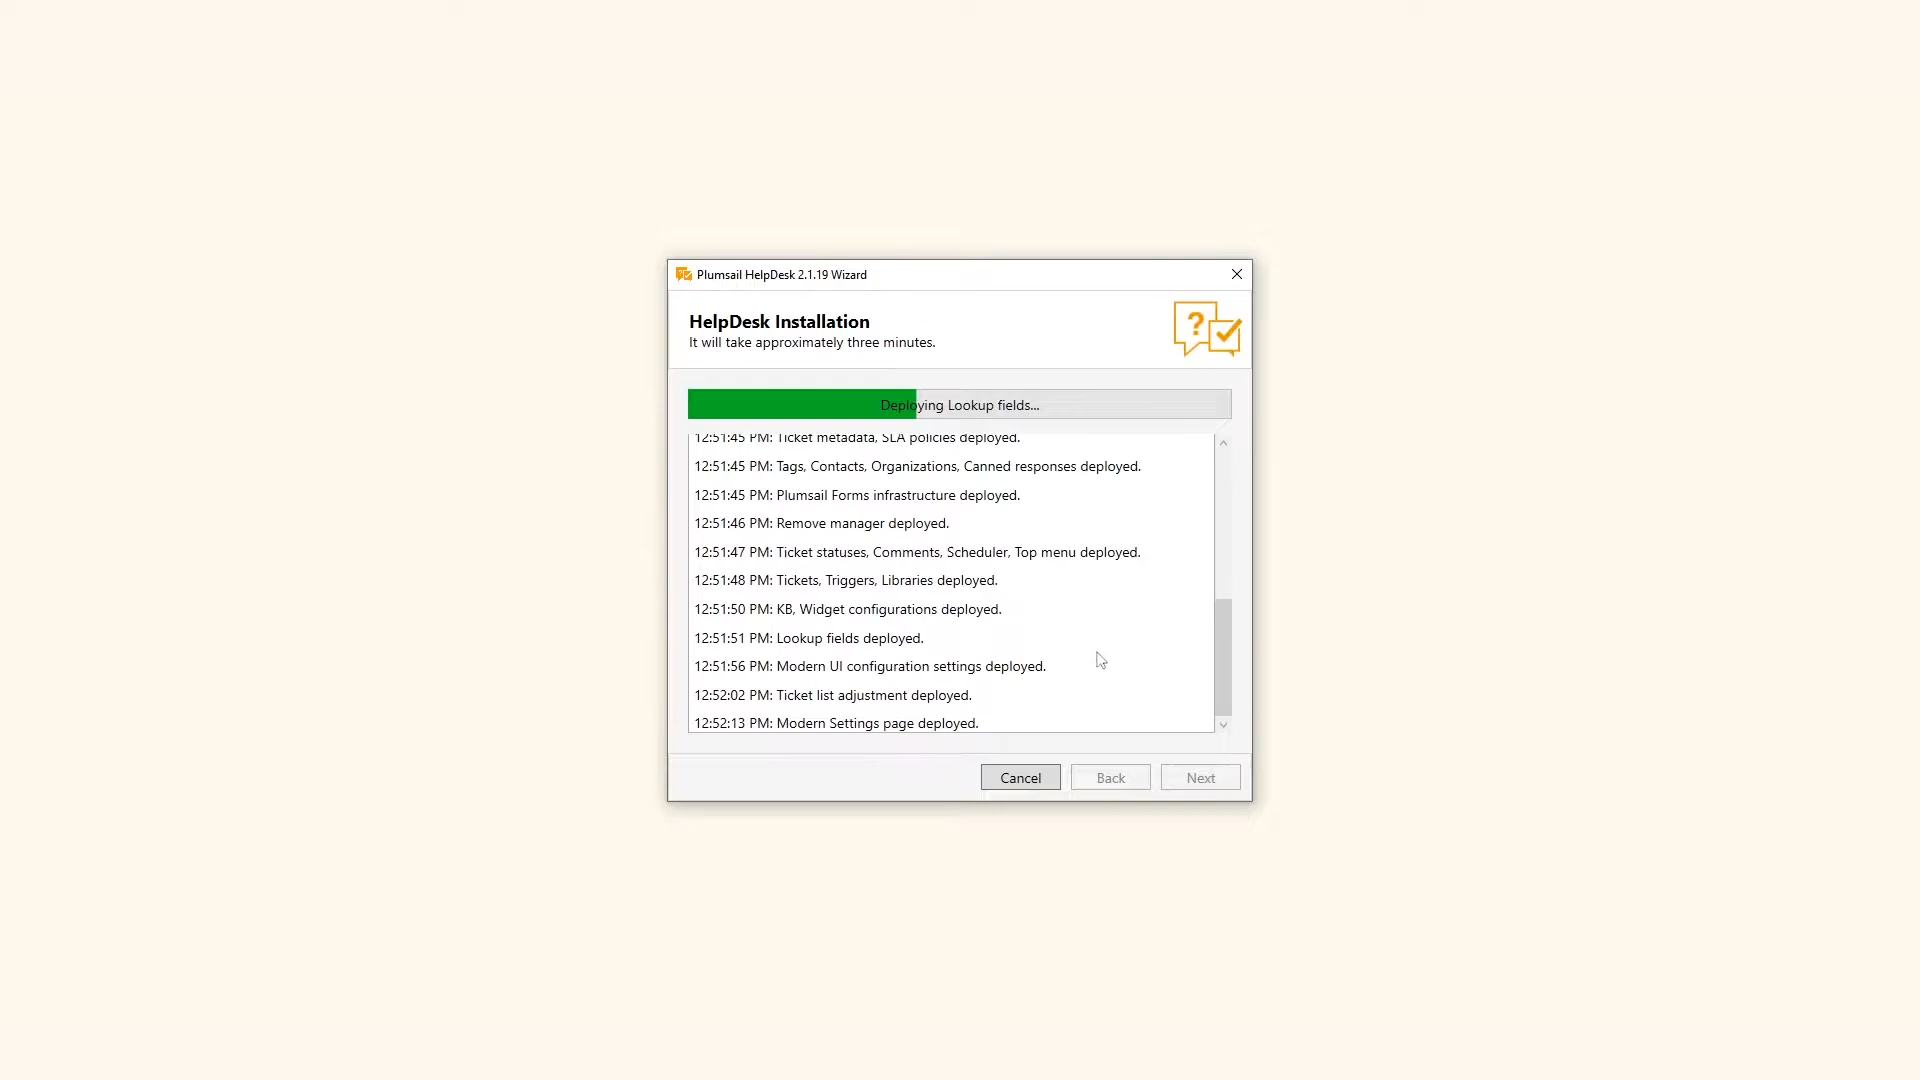 Plumsail HelpDesk 2.1.19 Wizard
HelpDesk Installation
It will take approximately three minutes.
?
Deploying Lookup fields...
12:51:45 PM: Ticket metadata, SLA policies deployed.
12:51:45 PM: Tags, Contacts, Organizations, Canned responses deployed.
12:51:45 PM: Plumsail Forms infrastructure deployed.
12:51:46 PM: Remove manager deployed.
12:51:47 PM: Ticket statuses, Comments, Scheduler, Top menu deployed.
12:51:48 PM: Tickets, Triggers, Libraries deployed.
12:51:50 PM: KB, Widget configurations deployed.
12:51:51 PM: Lookup fields deployed.
12:51:56 PM: Modern UI configuration settings deployed.
12:52:02 PM: Ticket list adjustment deployed.
12:52:13 PM: Modern Settings page deployed.
Cancel Back Next